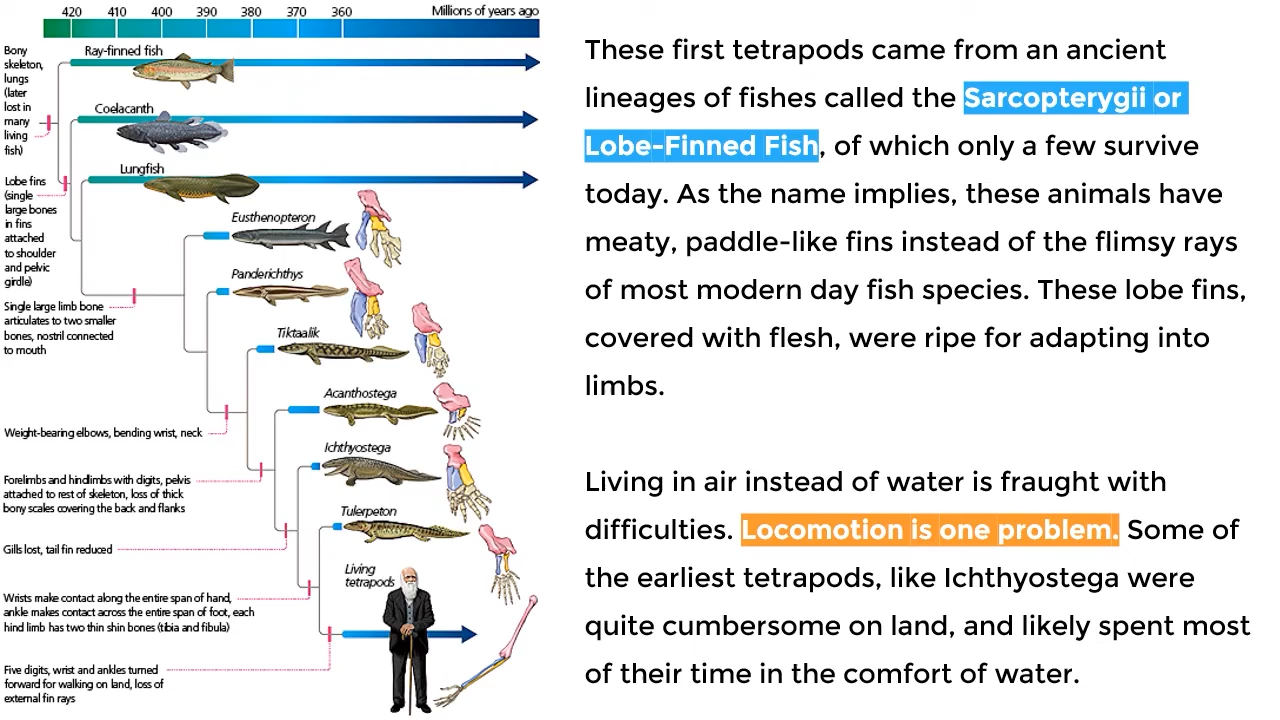 420 410 400 390 380 370 360 Millions of years ago
Bony
skeleton,
lungs
(later
lost in
many
living
fish)
Ray-finned fish
Coelacanth
Lungfish
Lobe fins
(single
large bones
in fins
attached
to shoulder
and pelvic
girdle)
Eusthenopteron
Panderichthys
Single large limb bone
articulates to two smaller
bones, nostril connected
to mouth
Tiktaalik
Acanthostega
Weight-bearing elbows, bending wrist, neck
Ichthyostega
Forelimbs and hindlimbs with digits, pelvis
attached to rest of skeleton, loss of thick
bony scales covering the back and flanks
Tulerpeton
Gills lost, tail fin reduced
Living
tetrapods
Wrists make contact along the entire span of hand,
ankle makes contact across the entire span of foot, each
hind limb has two thin shin bones (tibia and fibula)
Five digits, wrist and ankles turned
forward for walking on land, loss of
external fin rays
These first tetrapods came from an ancient
lineages of fishes called the Sarcopterygii or
Lobe-Finned Fish, of which only a few survive
today. As the name implies, these animals have
meaty, paddle-like fins instead of the flimsy rays
of most modern day fish species. These lobe fins,
covered with flesh, were ripe for adapting into
limbs.
Living in air instead of water is fraught with
difficulties. Locomotion is one problem. Some of
the earliest tetrapods, like Ichthyostega were
quite cumbersome on land, and likely spent most
of their time in the comfort of water.